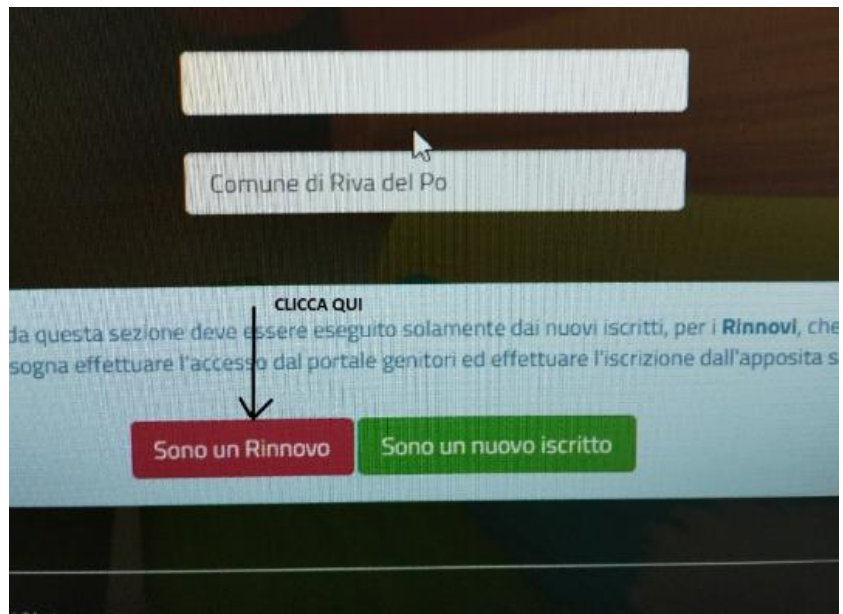 Comune di Riva del Po
CLICCA QUI
da questa sezione deve essere eseguito solamente dai nuovi iscritti, per i Rinnovi, che
sogna effettuare l'accesso dal portale genitori ed effettuare l'iscrizione dall'apposita s
Sono un Rinnovo
Sono un nuovo iscritto